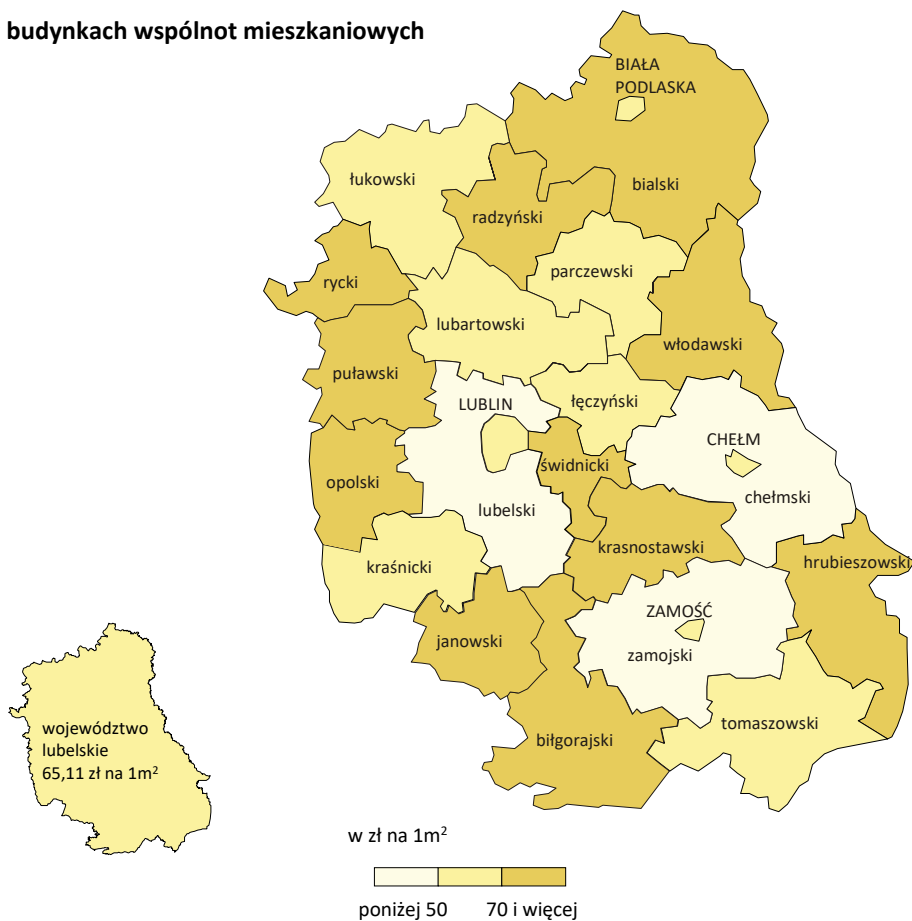 budynkach wspólnot mieszkaniowych
BIAŁA
PODLASKA
łukowski
bialski
radzyński
parczewski
rycki
lubartowski
włodawski
puławski
LUBLIN
łęczyński
CHEŁM
świdnicki
opolski
chełmski
lubelski
krasnostawski
hrubieszowski
kraśnicki
ZAMOŚĆ
janowski
zamojski
tomaszowski
biłgorajski
województwo
lubelskie
65,11 zł na 1m²
w zł na 1m²
poniżej 50 70 i więcej